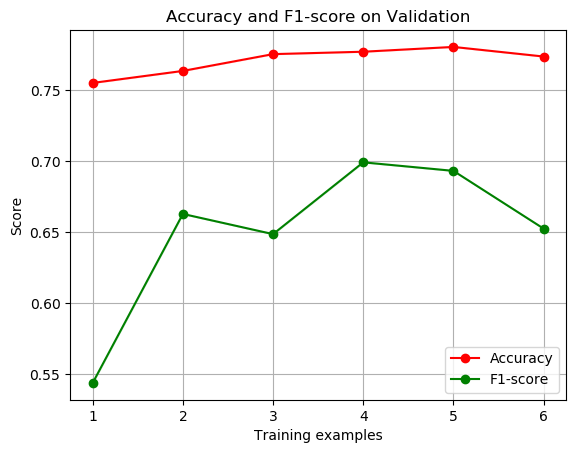 Accuracy and F1-score on Validation
0.75
0.70
0.65
0.60
0.55
Score
1 2 3 4 5 6
Training examples
Accuracy
F1-score